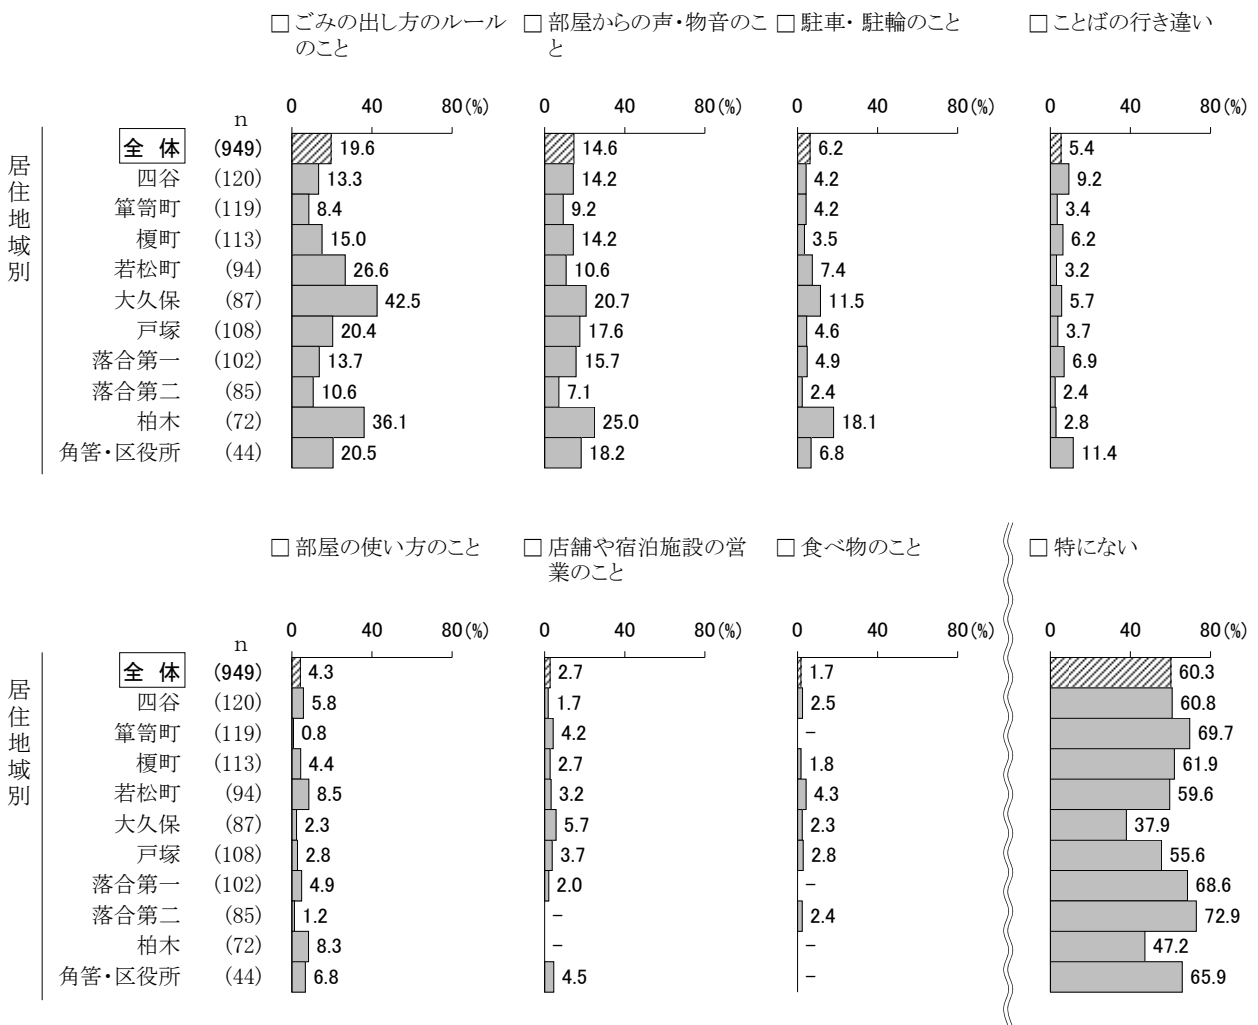 □ ごみの出し方のルール
のこと
□ 部屋からの声・物音のこ
と
□ 駐車・駐輪のこと
□ ことばの行き違い
0 40 80(%) 0 40 80(%) 0 40 80(%) 0 40 80(%)
n
居住地域別
全 体 (949) 19.6 14.6 6.2 5.4
四谷 (120) 13.3 14.2 4.2 9.2
箪笥町 (119) 8.4 9.2 4.2 3.4
榎町 (113) 15.0 14.2 3.5 6.2
若松町 (94) 26.6 10.6 7.4 3.2
大久保 (87) 42.5 20.7 11.5 5.7
戸塚 (108) 20.4 17.6 4.6 3.7
落合第一 (102) 13.7 15.7 4.9 6.9
落合第二 (85) 10.6 7.1 2.4 2.4
柏木 (72) 36.1 25.0 18.1 2.8
角筈・区役所 (44) 20.5 18.2 6.8 11.4
□ 部屋の使い方のこと
□ 店舗や宿泊施設の営
業のこと
□ 食べ物のこと
□ 特にない
0 40 80(%) 0 40 80(%) 0 40 80(%) 0 40 80(%)
n
居住地域別
全 体 (949) 4.3 2.7 1.7 60.3
四谷 (120) 5.8 1.7 2.5 60.8
箪笥町 (119) 0.8 4.2 － 69.7
榎町 (113) 4.4 2.7 1.8 61.9
若松町 (94) 8.5 3.2 4.3 59.6
大久保 (87) 2.3 5.7 2.3 37.9
戸塚 (108) 2.8 3.7 2.8 55.6
落合第一 (102) 4.9 2.0 － 68.6
落合第二 (85) 1.2 － 2.4 72.9
柏木 (72) 8.3 － － 47.2
角筈・区役所 (44) 6.8 4.5 － 65.9